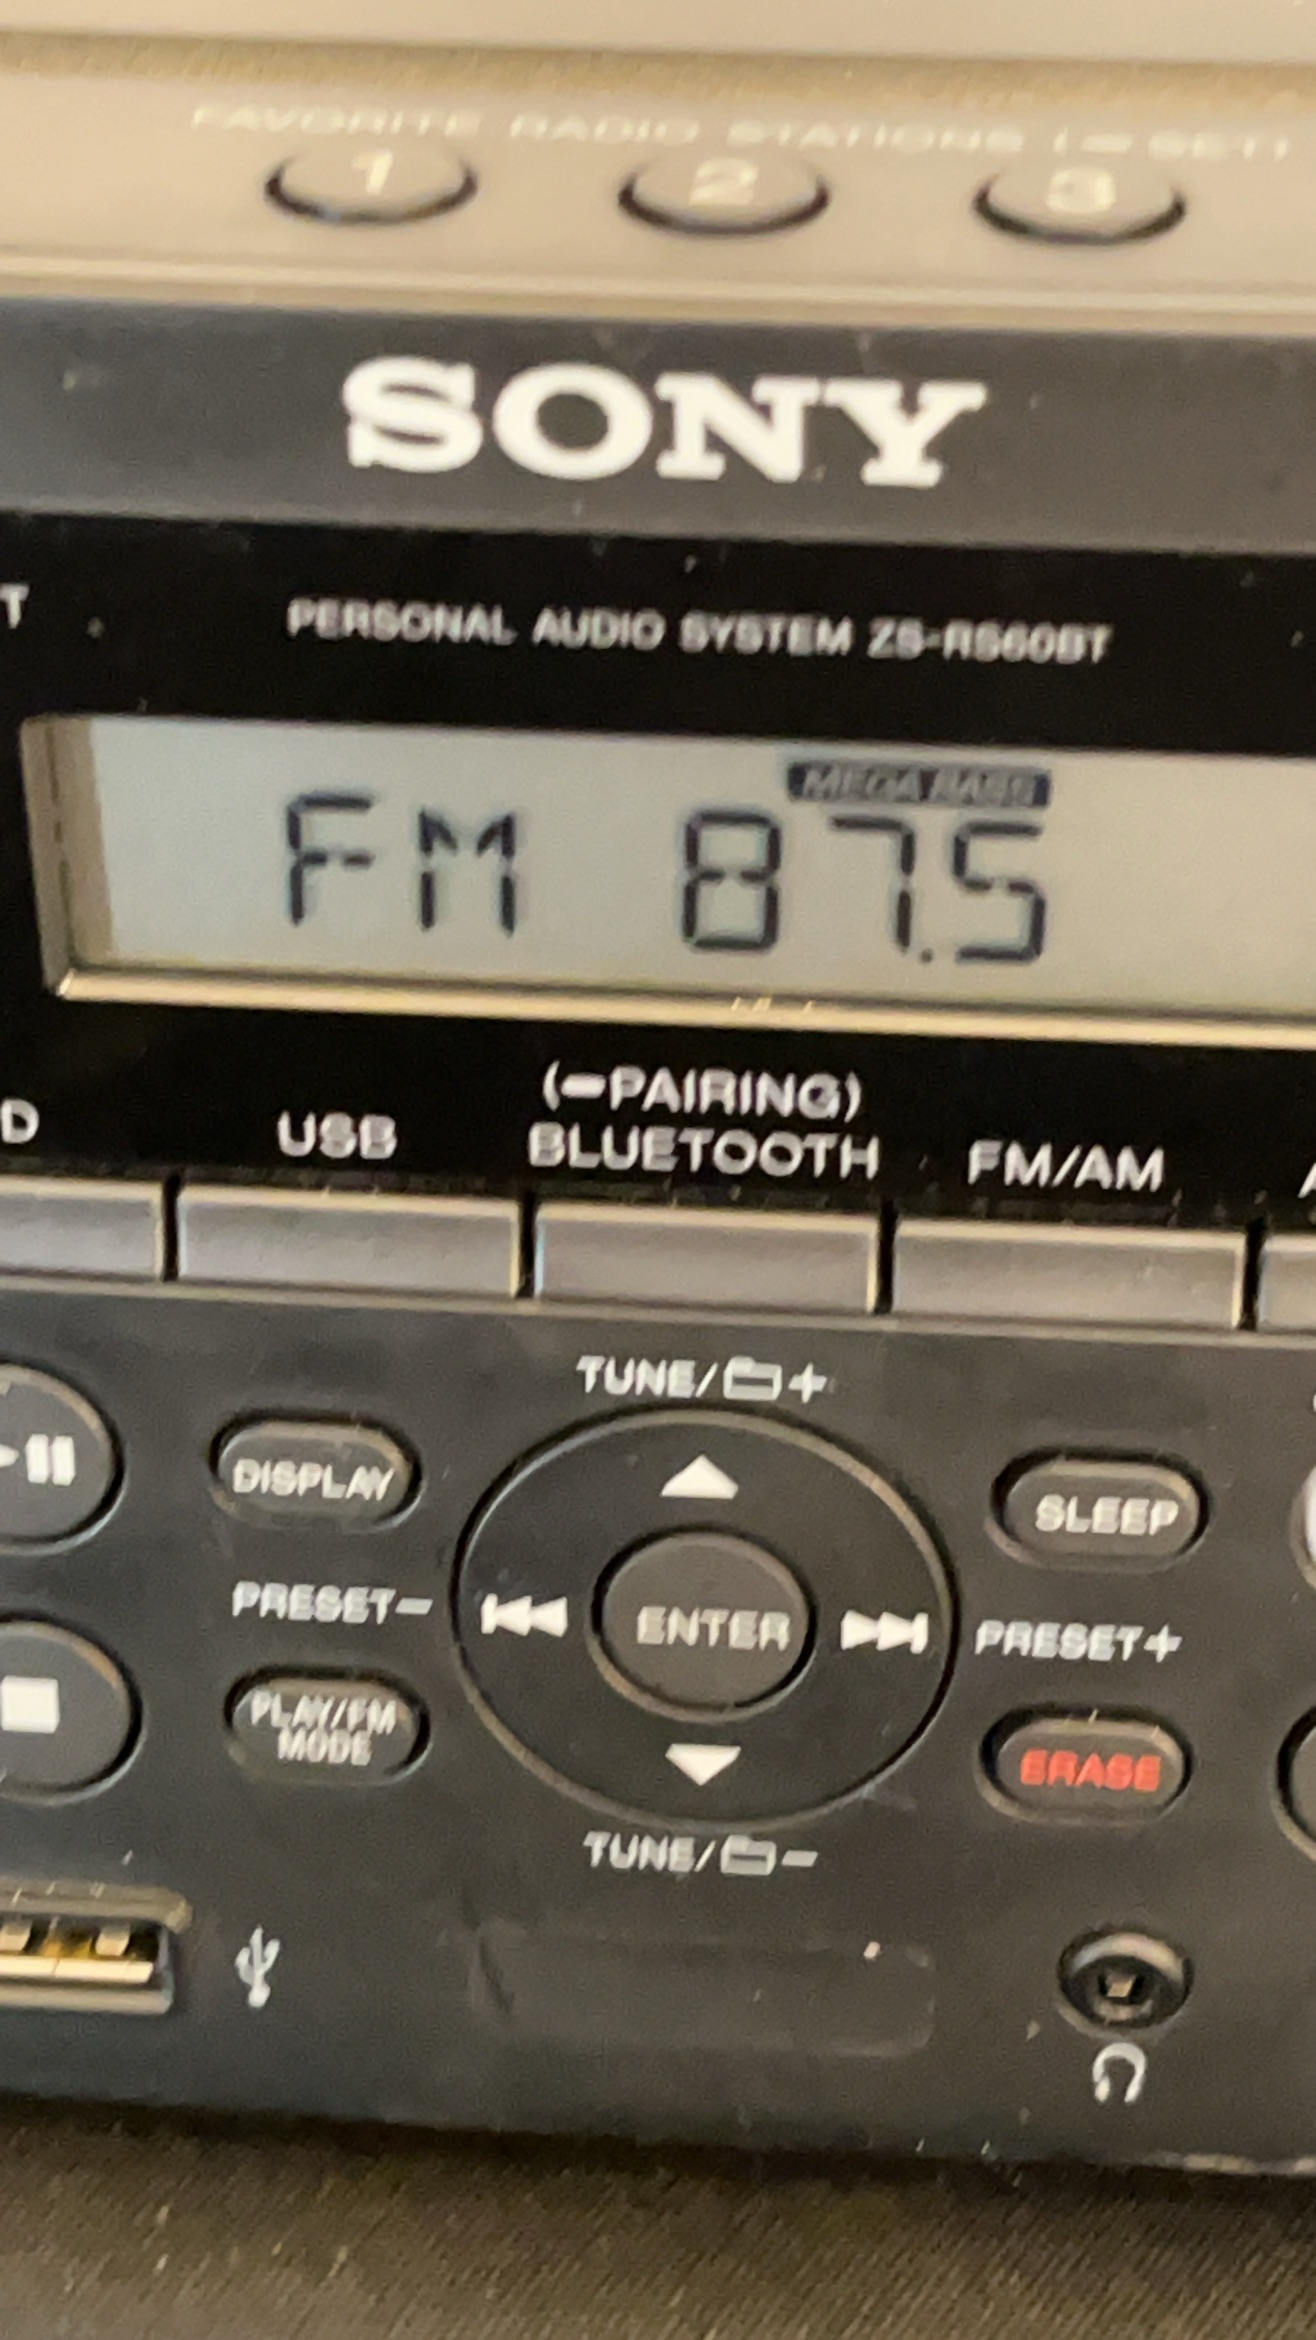 FAVORITE RADIO STATIONS (━ SET)
1 2 3
SONY
T
PERSONAL AUDIO SYSTEM ZS-RS60BT
MEGA BASS
FM 87.5
(━PAIRING)
D USB BLUETOOTH FM/AM
TUNE/+
DISPLAY
SLEEP
PRESET− ENTER PRESET+
PLAY/FM
MODE
ERASE
TUNE/−